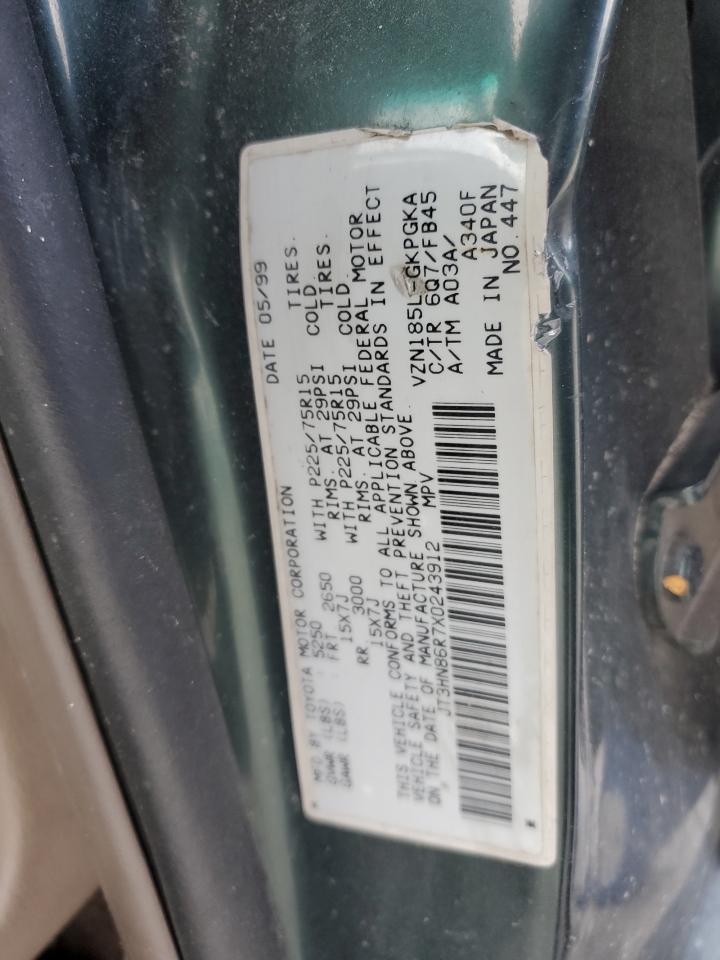 * MFD. BY TOYOTA MOTOR CORPORATION DATE 05/99
GVWR (LBS) : 5250
GAWR (LBS) : FRT. 2650 WITH P225/75R15 TIRES.
15X7J RIMS. AT 29PSI COLD.
RR. 3000 WITH P225/75R15 TIRES.
15X7J RIMS. AT 29PSI COLD.
THIS VEHICLE CONFORMS TO ALL APPLICABLE FEDERAL MOTOR
VEHICLE SAFETY AND THEFT PREVENTION STANDARDS IN EFFECT
ON THE DATE OF MANUFACTURE SHOWN ABOVE.
JT3HN86R7X0243912 MPV VZN185L-GKPGKA
C/TR 6Q7/FB45
A/TM A03A/ A340F
MADE IN JAPAN
NO. 447